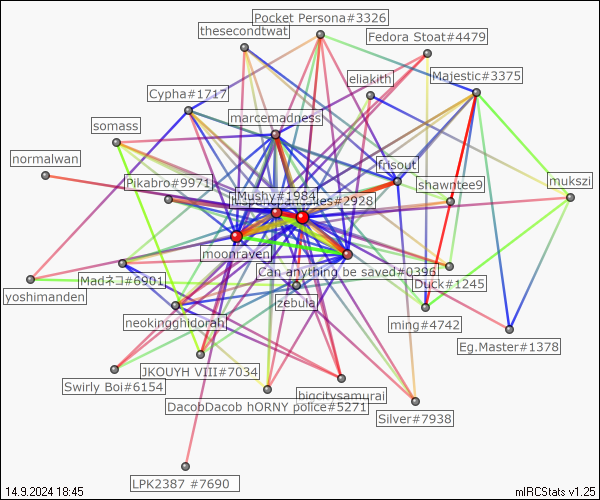 Pocket Persona#3326
thesecondtwat
Fedora Stoat#4479
Majestic#3375
eliakith
Cypha#1717
marcemadness
somass
normalwan
frisout
mukszi
Pikabro#9971
shawntee9
Mushy#1984
kes#2928
moonraven
Can anything be saved#0396
Madネコ#6901
Duck#1245
yoshimanden
zebula
neokingghidorah
ming#4742
Eg.Master#1378
JKOUYH VIII#7034
Swirly Boi#6154
bigcitysamurai
DacobDacob hORNY police#5271
Silver#7938
LPK2387 #7690
14.9.2024 18:45
mIRCStats v1.25